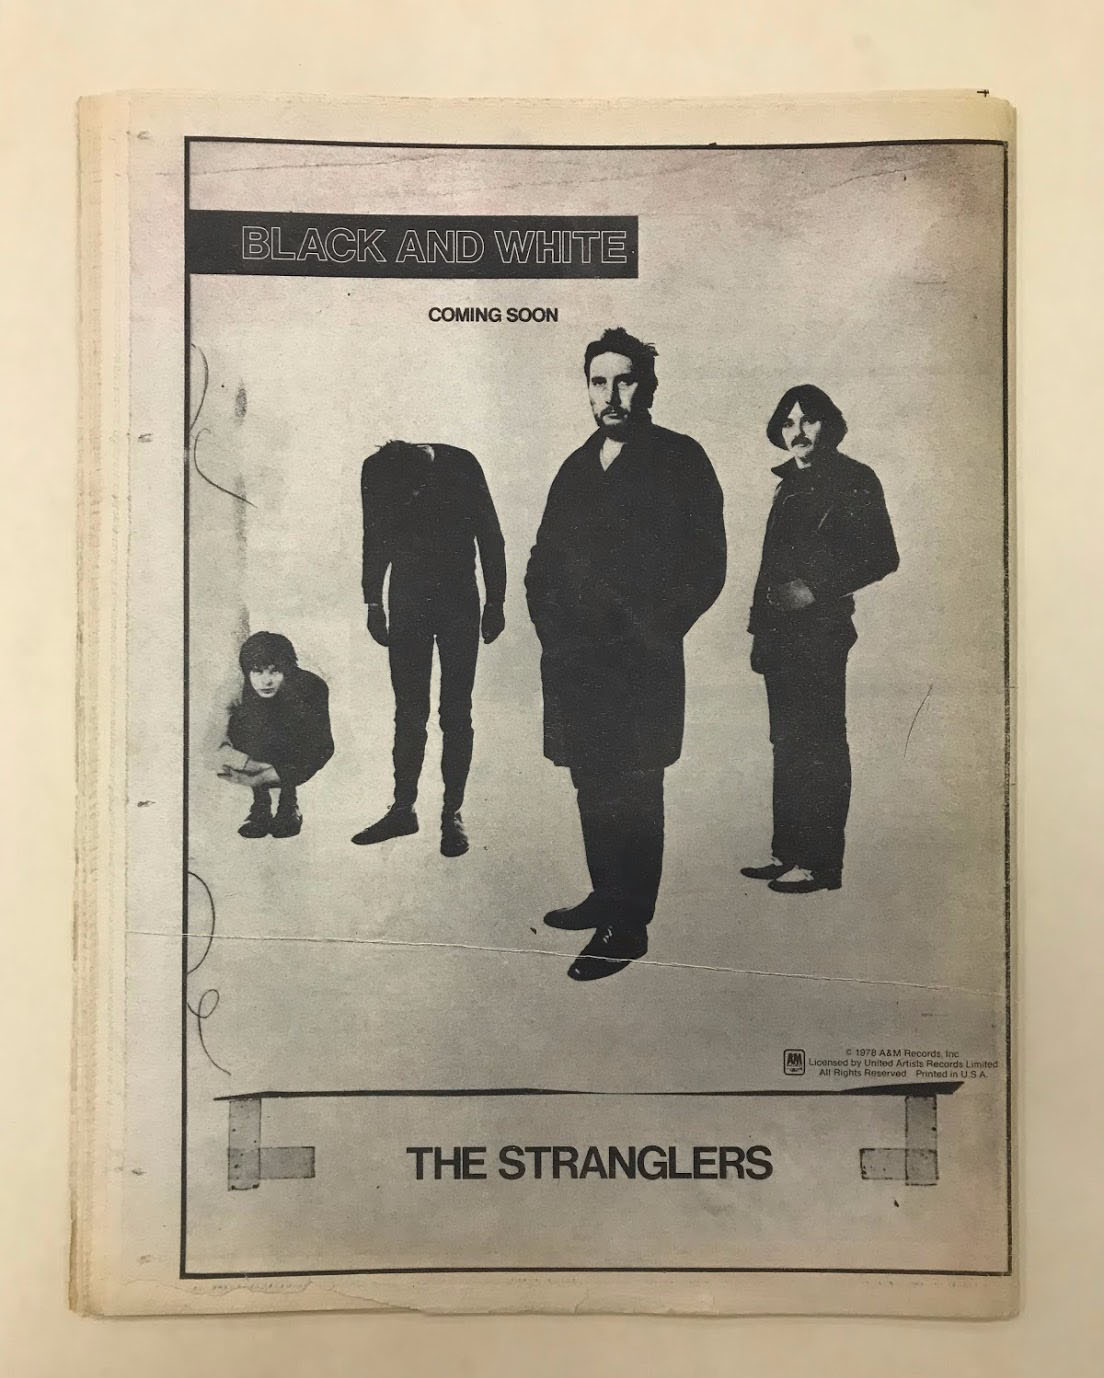 BLACK AND WHITE
COMING SOON
© 1978 A&M Records, Inc.
AM
Licensed by United Artists Records Limited
All Rights Reserved Printed in U.S.A.
THE STRANGLERS